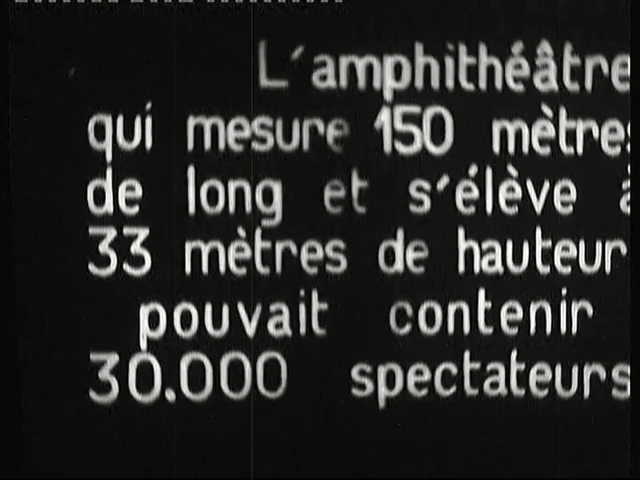 L'amphithéâtre
qui mesure 150 mètres
de long et s'élève à
33 mètres de hauteur
pouvait contenir
30.000 spectateurs